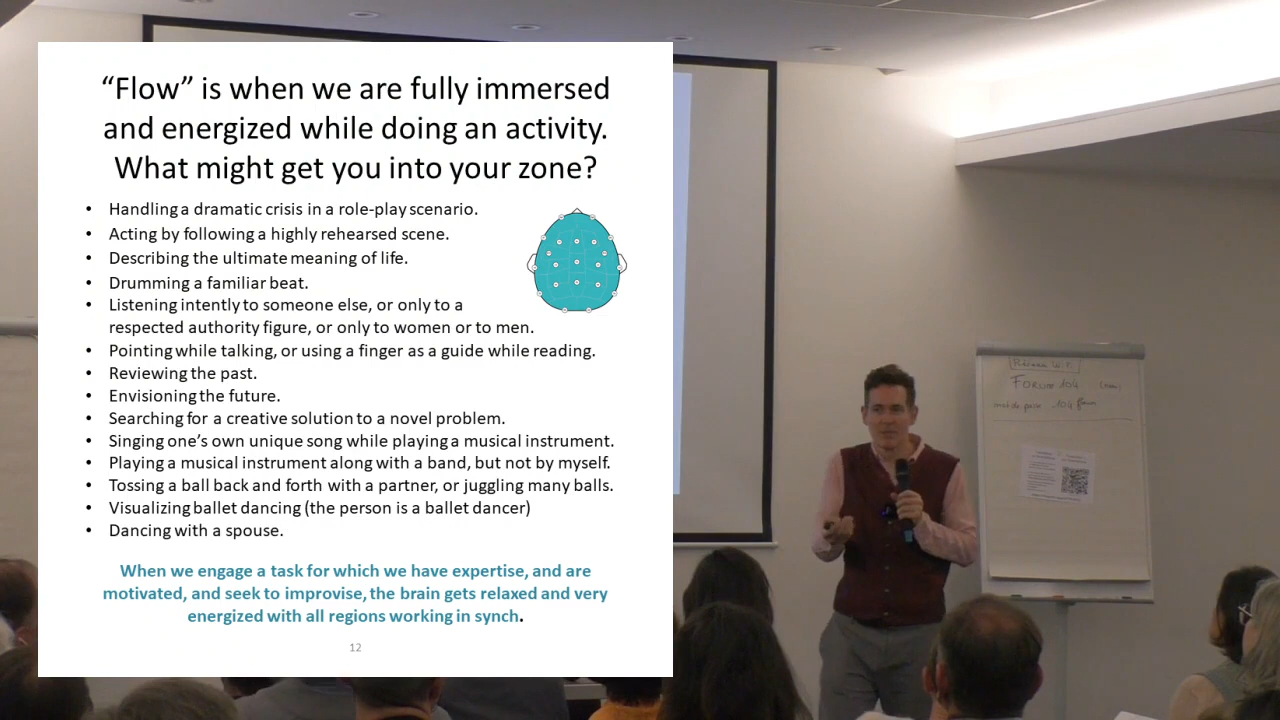 “Flow” is when we are fully immersed
and energized while doing an activity.
What might get you into your zone?
• Handling a dramatic crisis in a role-play scenario.
• Acting by following a highly rehearsed scene.
• Describing the ultimate meaning of life.
• Drumming a familiar beat.
• Listening intently to someone else, or only to a
respected authority figure, or only to women or to men.
• Pointing while talking, or using a finger as a guide while reading.
• Reviewing the past.
• Envisioning the future.
• Searching for a creative solution to a novel problem.
• Singing one’s own unique song while playing a musical instrument.
• Playing a musical instrument along with a band, but not by myself.
• Tossing a ball back and forth with a partner, or juggling many balls.
• Visualizing ballet dancing (the person is a ballet dancer)
• Dancing with a spouse.
When we engage a task for which we have expertise, and are
motivated, and seek to improvise, the brain gets relaxed and very
energized with all regions working in synch.
12
FORUM 104
104